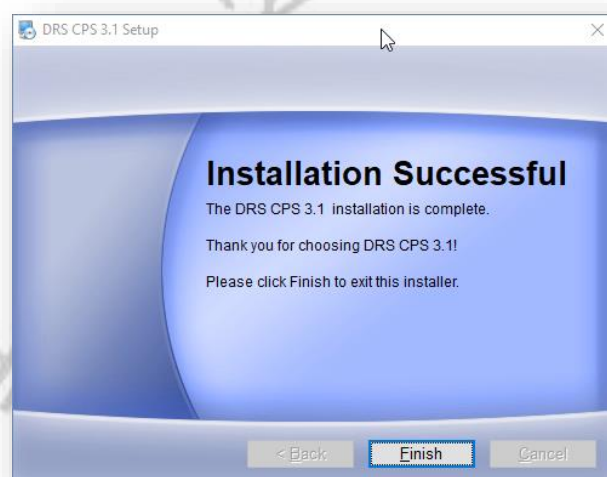 DRS CPS 3.1 Setup
Installation Successful
The DRS CPS 3.1  installation is complete.
Thank you for choosing DRS CPS 3.1!
Please click Finish to exit this installer.
< Back Finish Cancel